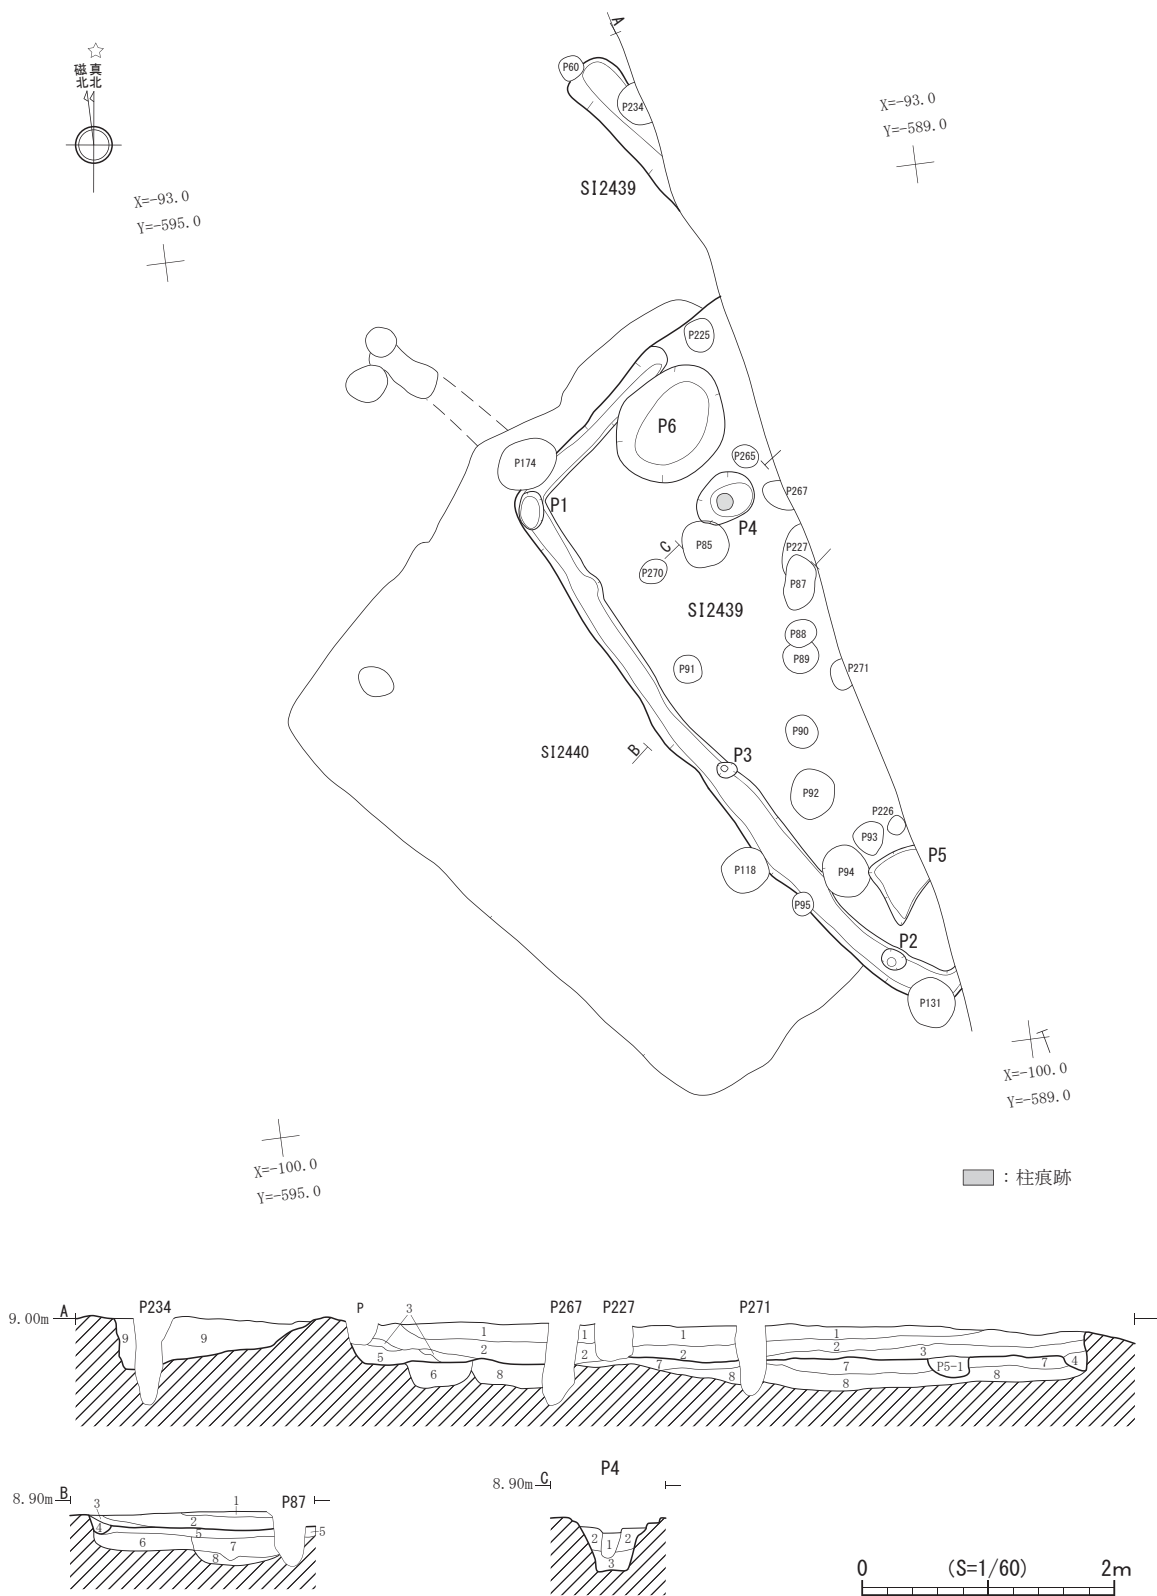 A
☆
磁北
真北
P60
P234
X=-93.0
Y=-589.0
SI2439
X=-93.0
Y=-595.0
P225
P6
P174
P265
P1
P267
P4
C
P85
P227
P270
P87
SI2439
P88
P89
P91
P271
P90
SI2440
B
P3
P92
P226
P93
P5
P118
P94
P95
P2
P131
X=-100.0
Y=-589.0
X=-100.0
Y=-595.0
：柱痕跡
9.00m A
P234
P
3
P267
P227
P271
9
9
1
1
1
1
2
2
2
2
3
5
6
8
7
8
7
8
P5-1
8
7
4
8.90m B
3
1
P87
2
4
5
5
6
7
8
8.90m C
P4
2
1
2
3
0
(S=1/60)
2m